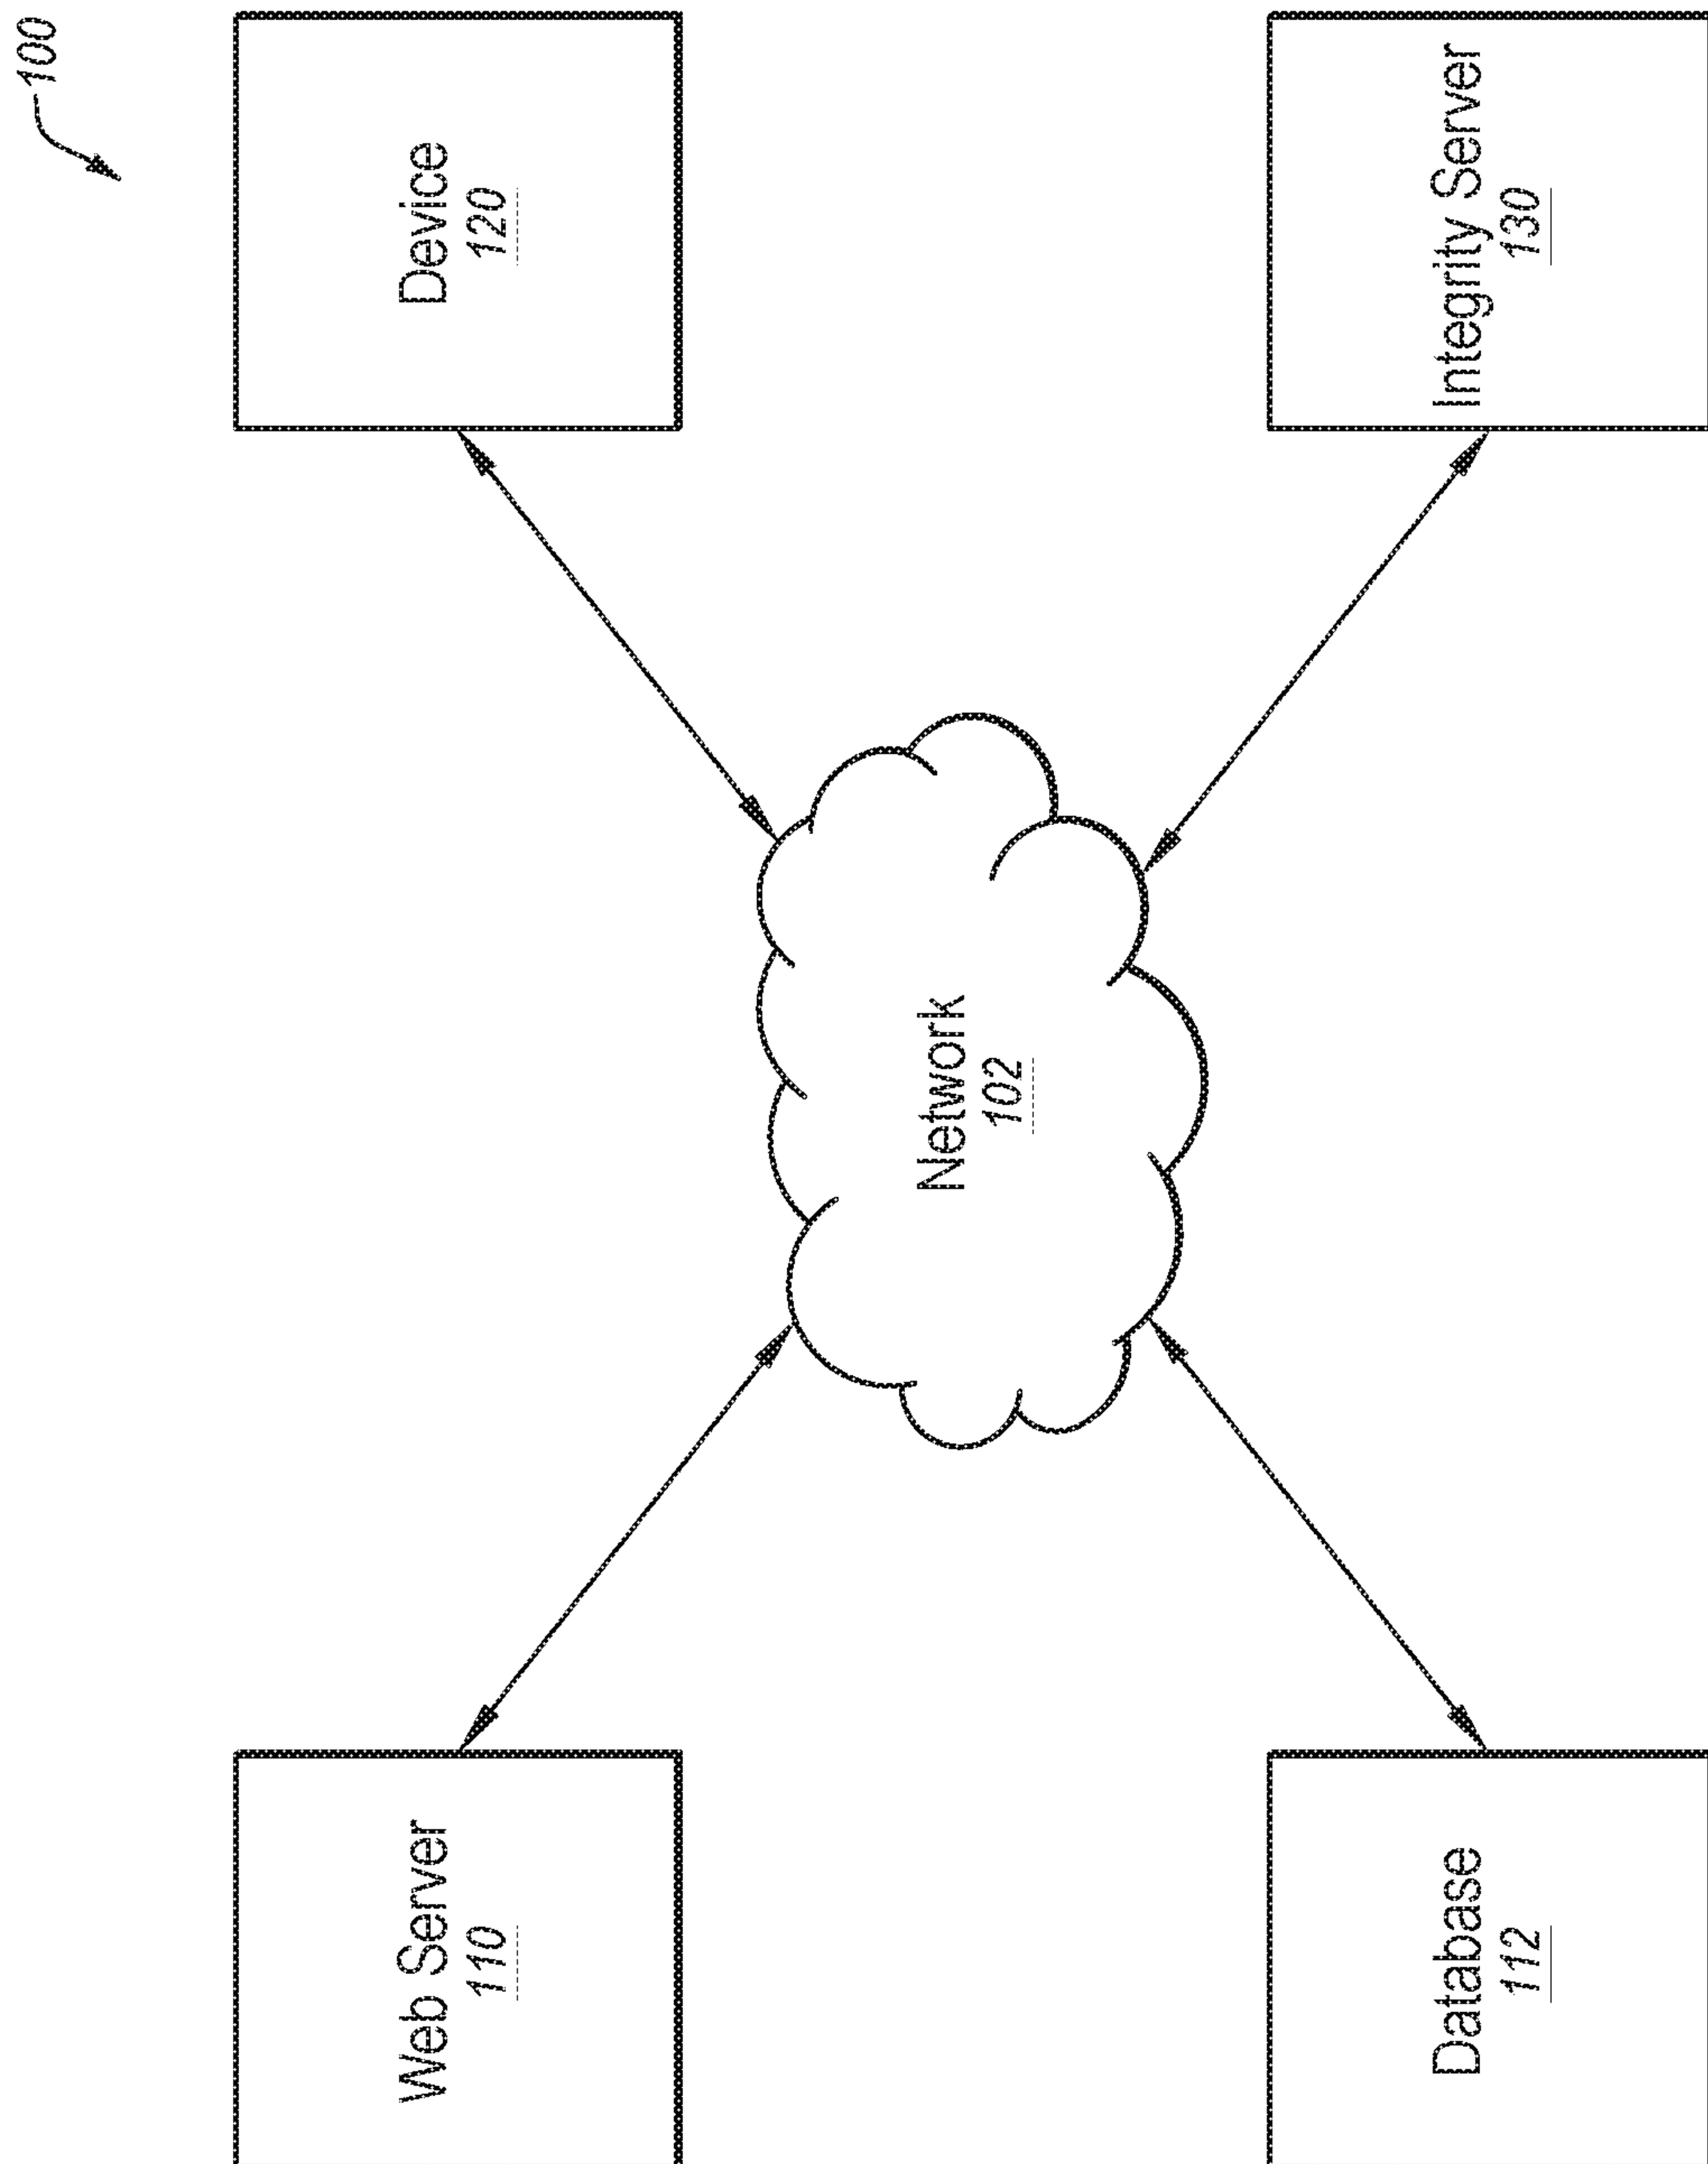 100
Web Server
110
Device
120
Network
102
Database
112
Integrity Server
130